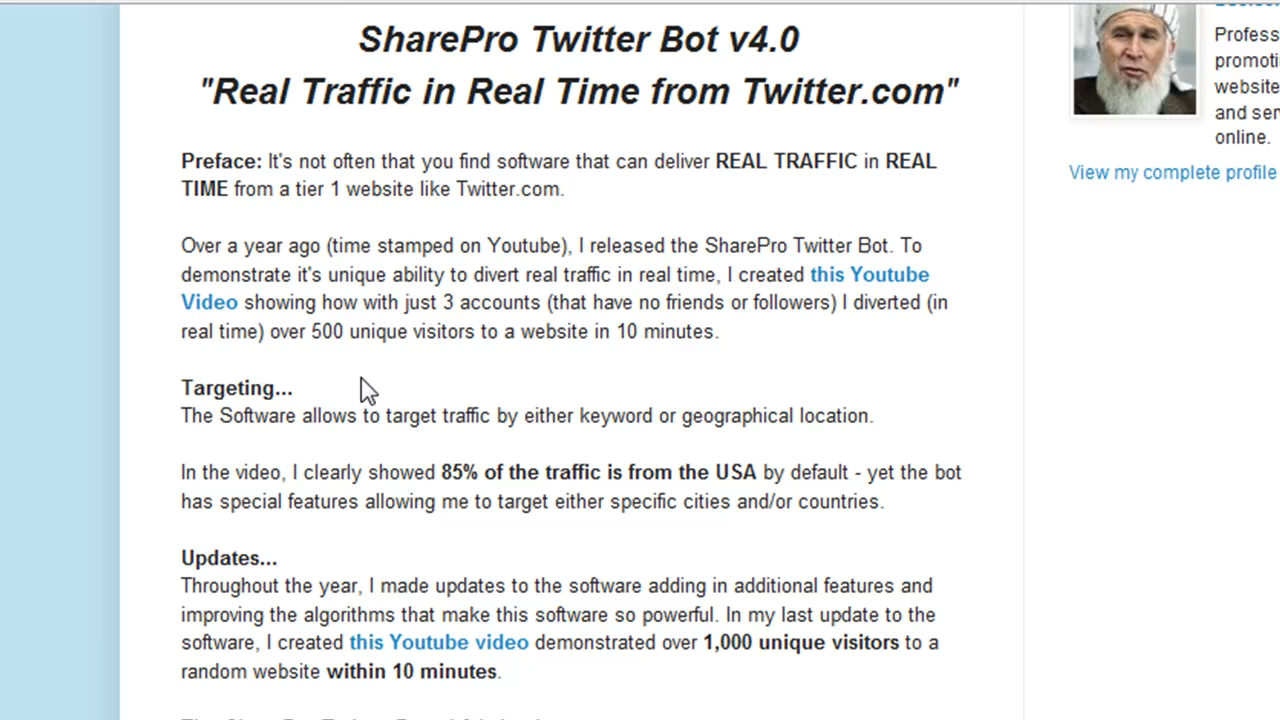 SharePro Twitter Bot v4.0
"Real Traffic in Real Time from Twitter.com"
Preface: It's not often that you find software that can deliver REAL TRAFFIC in REAL
TIME from a tier 1 website like Twitter.com.
Over a year ago (time stamped on Youtube), I released the SharePro Twitter Bot. To
demonstrate it's unique ability to divert real traffic in real time, I created this Youtube
Video showing how with just 3 accounts (that have no friends or followers) I diverted (in
real time) over 500 unique visitors to a website in 10 minutes.
Targeting...
The Software allows to target traffic by either keyword or geographical location.
In the video, I clearly showed 85% of the traffic is from the USA by default - yet the bot
has special features allowing me to target either specific cities and/or countries.
Updates...
Throughout the year, I made updates to the software adding in additional features and
improving the algorithms that make this software so powerful. In my last update to the
software, I created this Youtube video demonstrated over 1,000 unique visitors to a
random website within 10 minutes.
Profess
promoti
website
and ser
online.
View my complete profile